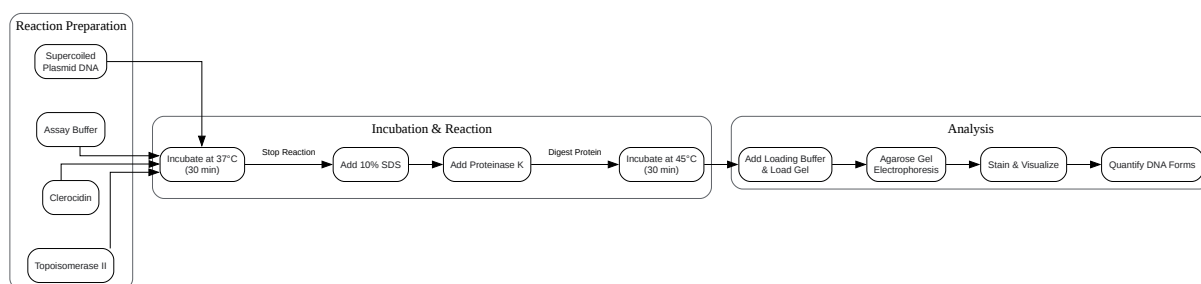 Reaction Preparation
Supercoiled
Plasmid DNA
Assay Buffer
Clerocidin
Topoisomerase II
Incubation & Reaction
Incubate at 37°C
(30 min)
Stop Reaction
Add 10% SDS
Add Proteinase K
Digest Protein
Incubate at 45°C
(30 min)
Analysis
Add Loading Buffer
& Load Gel
Agarose Gel
Electrophoresis
Stain & Visualize
Quantify DNA Forms